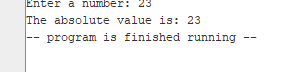 Enter a number: 23
The absolute value is: 23
-- program is finished running --